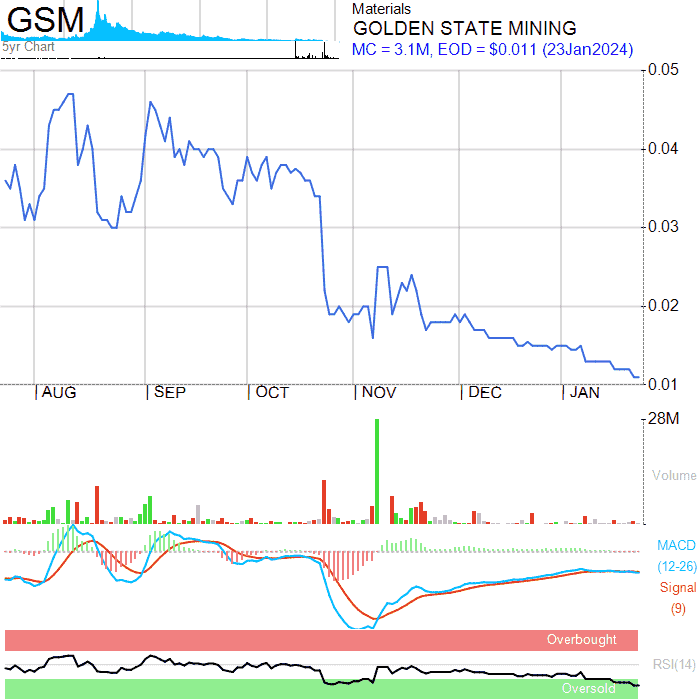 GSM
5yr Chart
Materials
GOLDEN STATE MINING
MC = 3.1M, EOD = $0.011 (23Jan2024)
0.05
0.04
0.03
0.02
0.01
AUG SEP OCT NOV DEC JAN
28M
Volume
MACD
(12-26)
Signal
(9)
Overbought
RSI(14)
Oversold